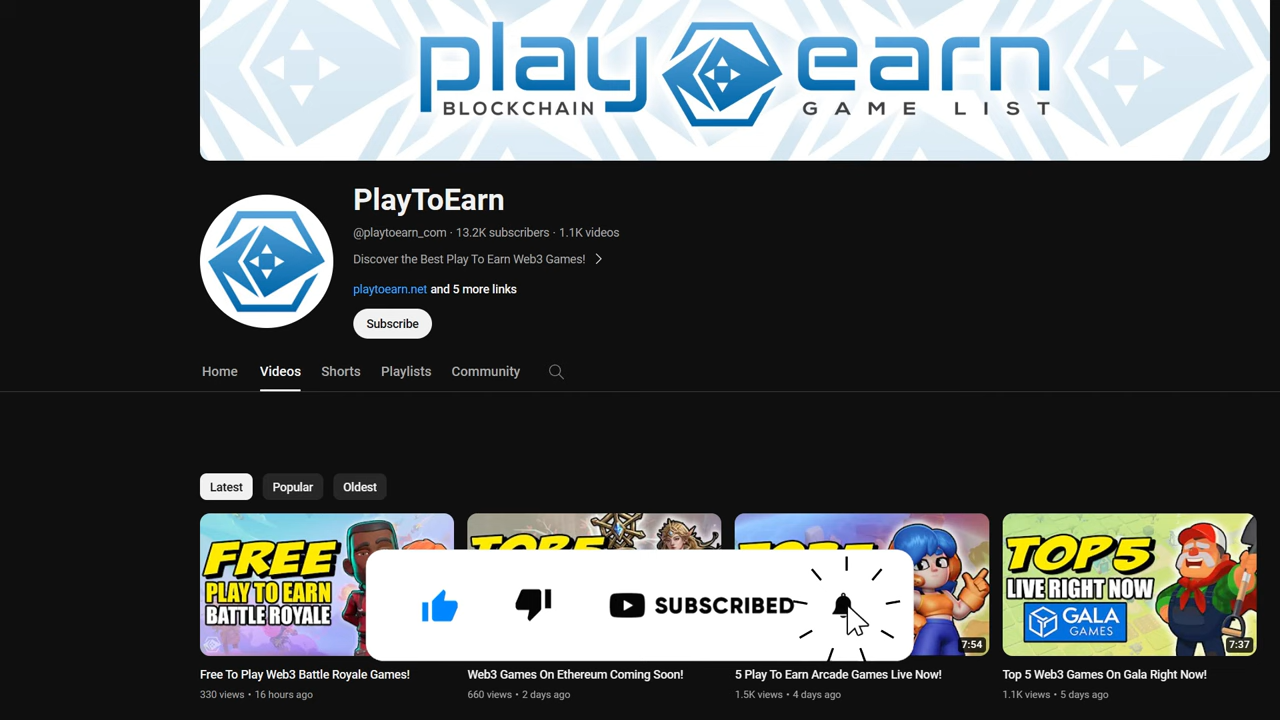 play earn
BLOCKCHAIN GAME LIST
PlayToEarn
@playtoearn_com · 13.2K subscribers · 1.1K videos
Discover the Best Play To Earn Web3 Games!
playtoearn.net and 5 more links
Subscribe
Home Videos Shorts Playlists Community
Latest Popular Oldest
FREE
PLAY TO EARN
BATTLE ROYALE
TOP 5
TOP 5
LIVE RIGHT NOW
GALA
GAMES
SUBSCRIBED
7:54
7:37
Free To Play Web3 Battle Royale Games!
330 views • 16 hours ago
Web3 Games On Ethereum Coming Soon!
660 views • 2 days ago
5 Play To Earn Arcade Games Live Now!
1.5K views • 4 days ago
Top 5 Web3 Games On Gala Right Now!
1.1K views • 5 days ago